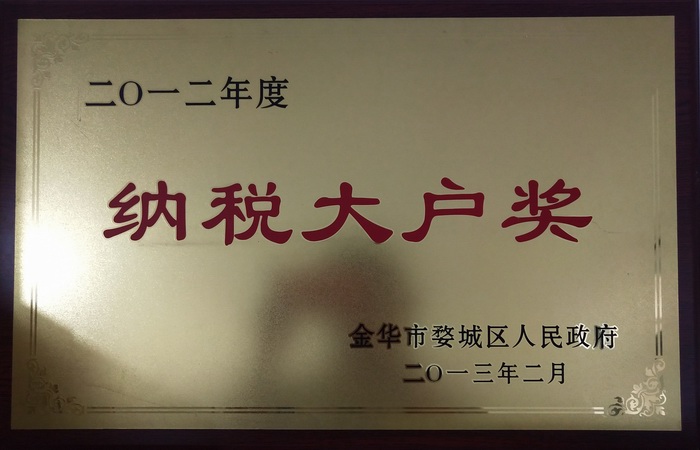 二〇一二年度
纳税大户奖
金华市婺城区人民政府
二〇一三年二月